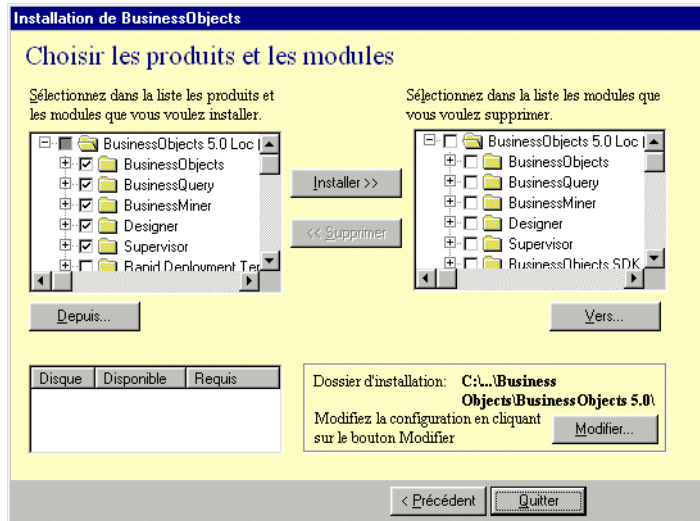 Installation de BusinessObjects
Choisir les produits et les modules
Sélectionnez dans la liste les produits et
les modules que vous voulez installer.
BusinessObjects 5.0 Loc
BusinessObjects
BusinessQuery
BusinessMiner
Designer
Supervisor
Rapid Deployment Ter
Depuis...
Installer >>
<< Supprimer
Sélectionnez dans la liste les modules que
vous voulez supprimer.
BusinessObjects 5.0 Loc
BusinessObjects
BusinessQuery
BusinessMiner
Designer
Supervisor
BusinessObjects SDK
Vers...
Disque Disponible Requis
Dossier d'installation: C:\...\Business
Objects\BusinessObjects 5.0\
Modifiez la configuration en cliquant
sur le bouton Modifier
Modifier...
< Précédent
Quitter